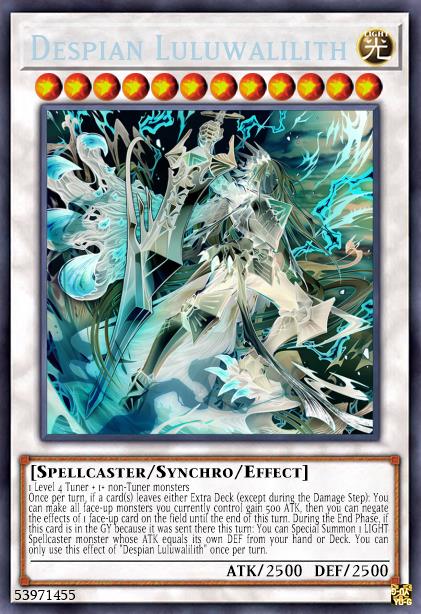 Despian Luluwalilith
LIGHT
光
[Spellcaster/Synchro/Effect]
1 Level 4 Tuner + 1+ non-Tuner monsters
Once per turn, if a card(s) leaves either Extra Deck (except during the Damage Step): You
can make all face-up monsters you currently control gain 500 ATK, then you can negate
the effects of 1 face-up card on the field until the end of this turn. During the End Phase, if
this card is in the GY because it was sent there this turn: You can Special Summon 1 LIGHT
Spellcaster monster whose ATK equals its own DEF from your hand or Deck. You can
only use this effect of "Despian Luluwalilith" once per turn.
ATK/2500 DEF/2500
53971455